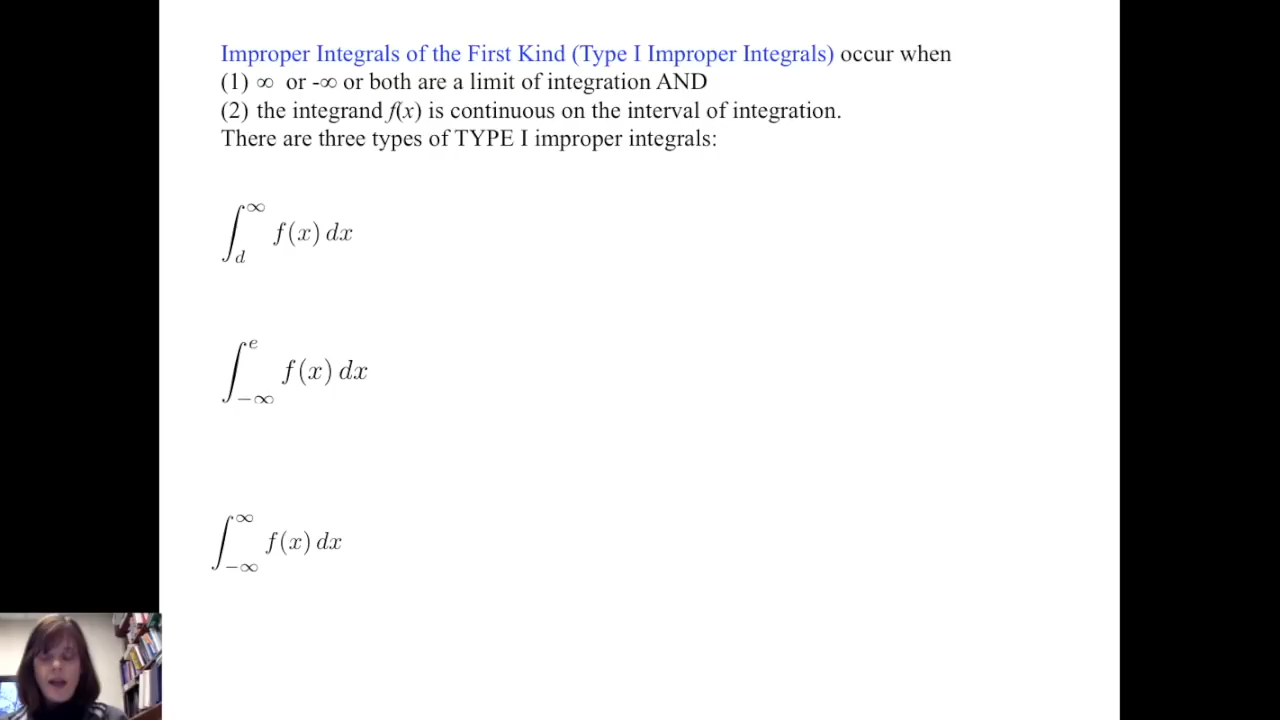 Improper Integrals of the First Kind (Type I Improper Integrals) occur when
(1) ∞ or -∞ or both are a limit of integration AND
(2) the integrand f(x) is continuous on the interval of integration.
There are three types of TYPE I improper integrals:
∫_d^∞ f(x) dx
∫_{-∞}^e f(x) dx
∫_{-∞}^∞ f(x) dx